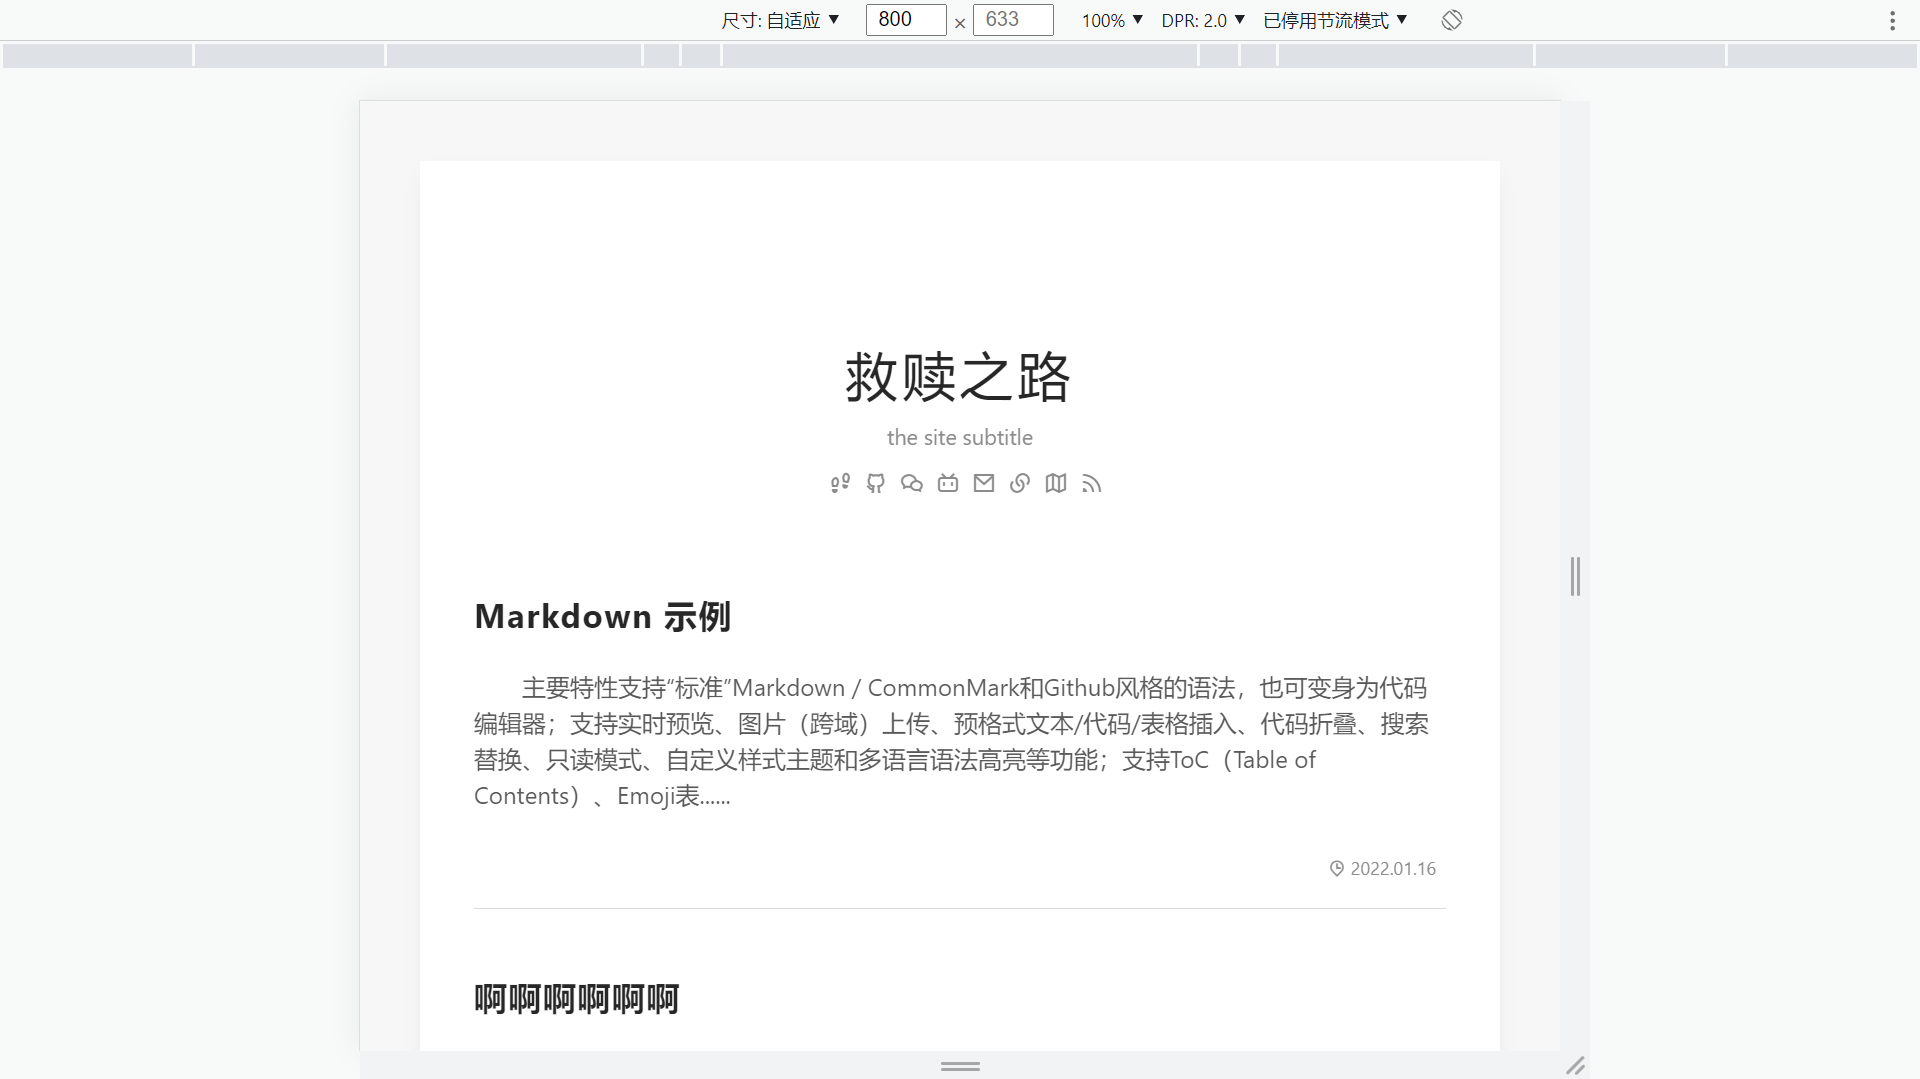 尺寸: 自适应 ▼ 800 × 633 100% ▼ DPR: 2.0 ▼ 已停用节流模式 ▼
救赎之路
the site subtitle
Markdown 示例
主要特性支持“标准”Markdown / CommonMark和Github风格的语法，也可变身为代码
编辑器；支持实时预览、图片（跨域）上传、预格式文本/代码/表格插入、代码折叠、搜索
替换、只读模式、自定义样式主题和多语言语法高亮等功能；支持ToC（Table of
Contents）、Emoji表......
2022.01.16
啊啊啊啊啊啊